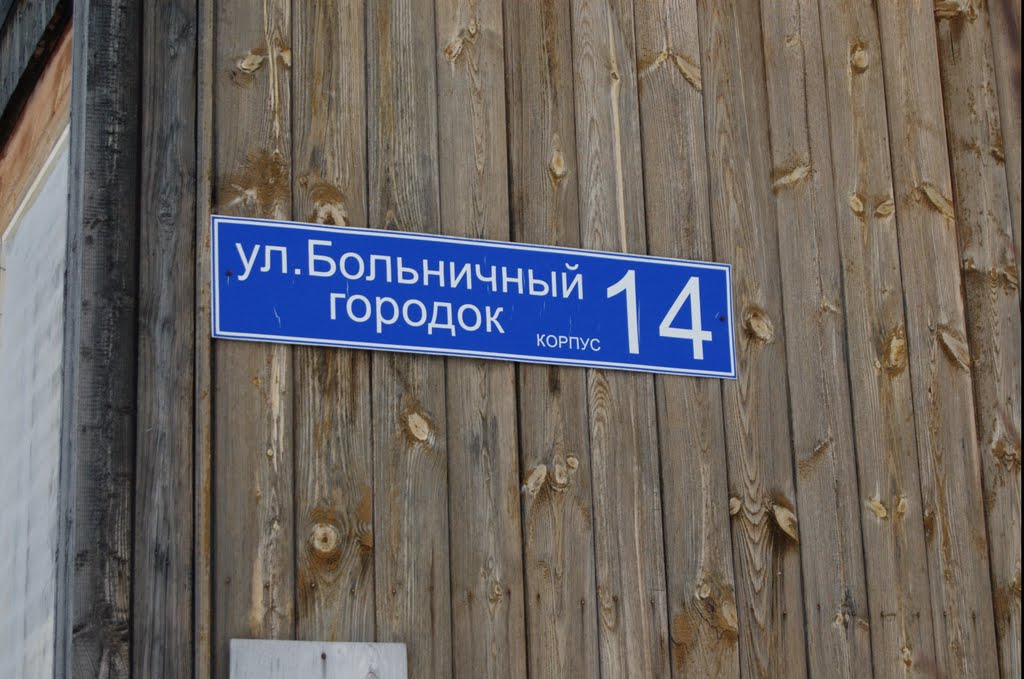 ул.Больничный
городок
КОРПУС 14